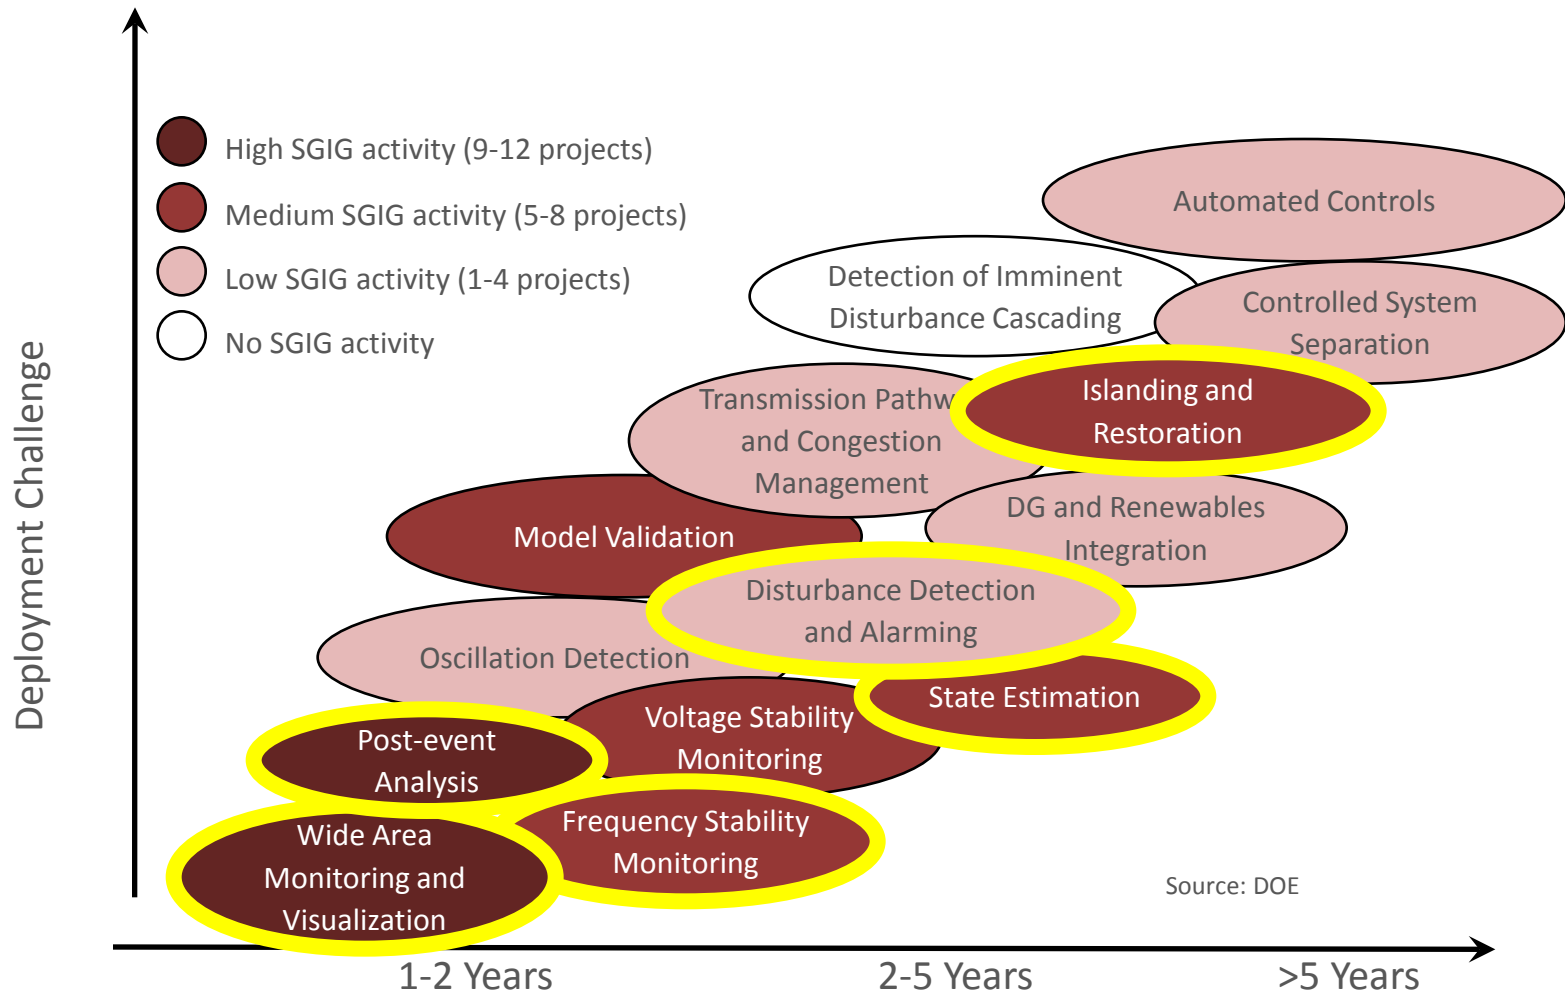 High SGIG activity (9-12 projects)
Medium SGIG activity (5-8 projects)
Low SGIG activity (1-4 projects)
No SGIG activity
Deployment Challenge
Automated Controls
Detection of Imminent
Disturbance Cascading
Controlled System
Separation
Transmission Pathw
and Congestion
Management
Islanding and
Restoration
Model Validation
DG and Renewables
Integration
Disturbance Detection
and Alarming
Oscillation Detection
State Estimation
Voltage Stability
Monitoring
Post-event
Analysis
Frequency Stability
Monitoring
Wide Area
Monitoring and
Visualization
Source: DOE
1-2 Years
2-5 Years
>5 Years